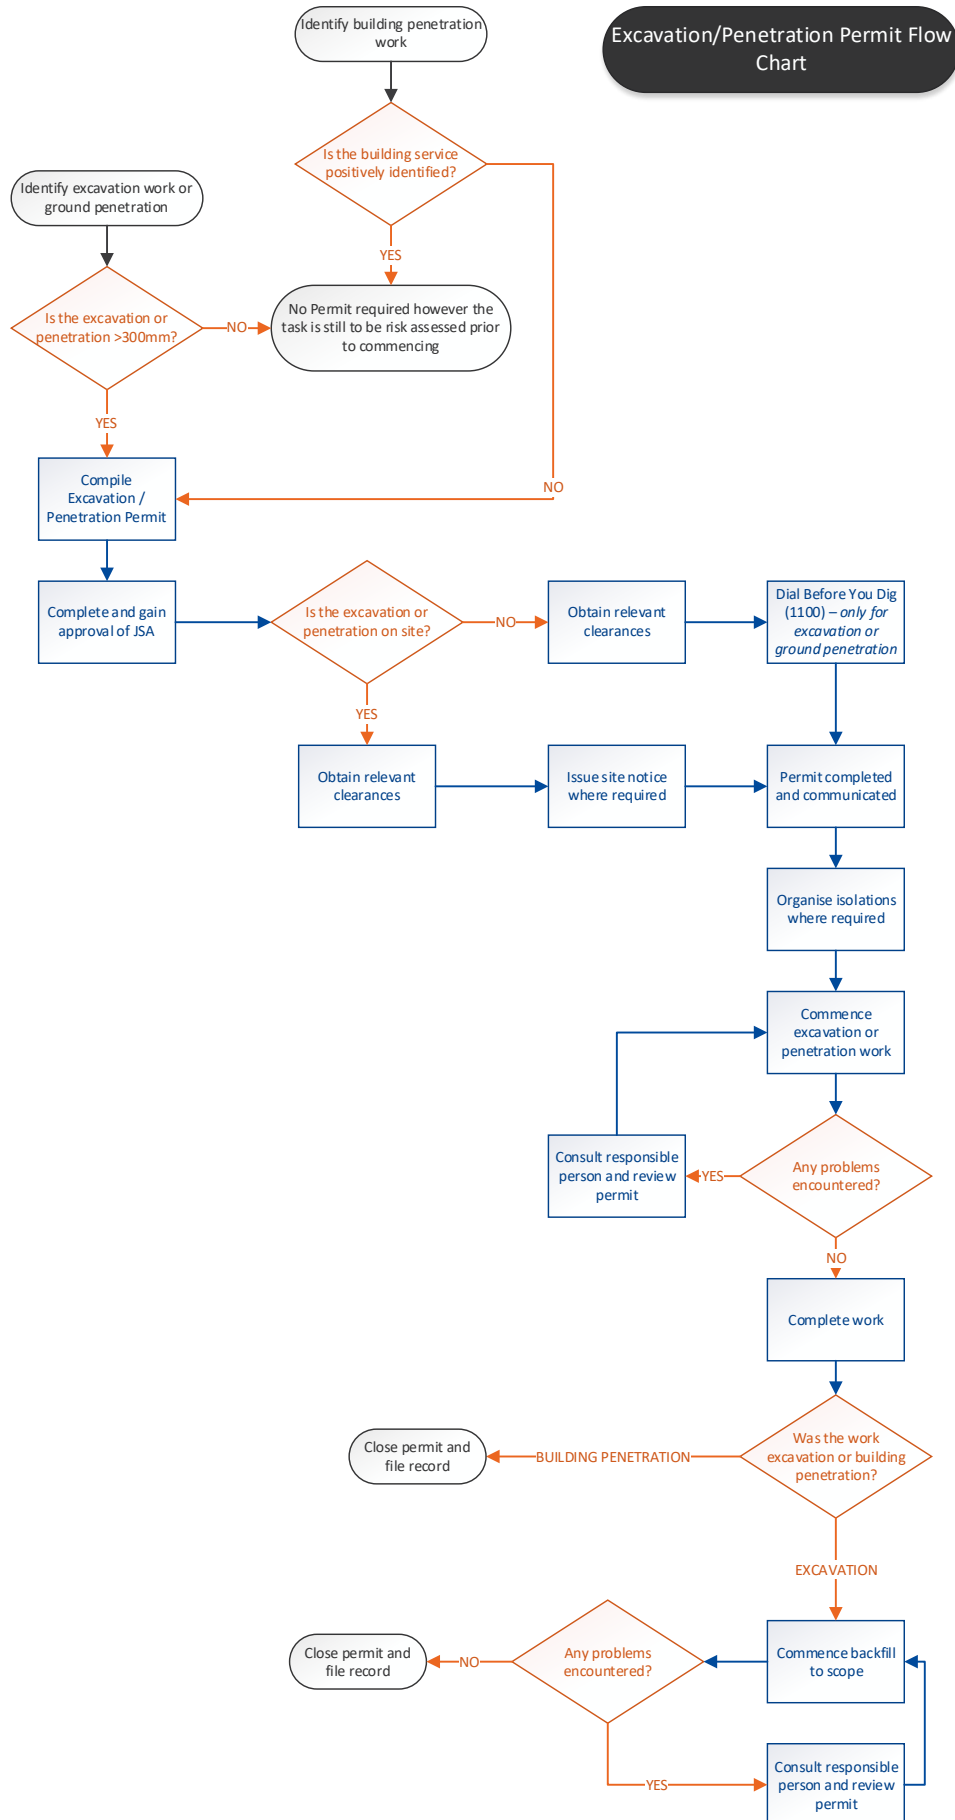 Identify building penetration
work
Excavation/Penetration Permit Flow
Chart
Is the building service
positively identified?
Identify excavation work or
ground penetration
YES
No Permit required however the
task is still to be risk assessed prior
to commencing
Is the excavation or
penetration >300mm?
NO
YES
Compile
Excavation /
Penetration Permit
NO
Complete and gain
approval of JSA
Is the excavation or
penetration on site?
NO
Obtain relevant
clearances
Dial Before You Dig
(1100) – only for
excavation or
ground penetration
YES
Obtain relevant
clearances
Issue site notice
where required
Permit completed
and communicated
Organise isolations
where required
Commence
excavation or
penetration work
Consult responsible
person and review
permit
YES
Any problems
encountered?
NO
Complete work
Was the work
excavation or building
penetration?
BUILDING PENETRATION
Close permit and
file record
EXCAVATION
Commence backfill
to scope
Any problems
encountered?
NO
Close permit and
file record
YES
Consult responsible
person and review
permit